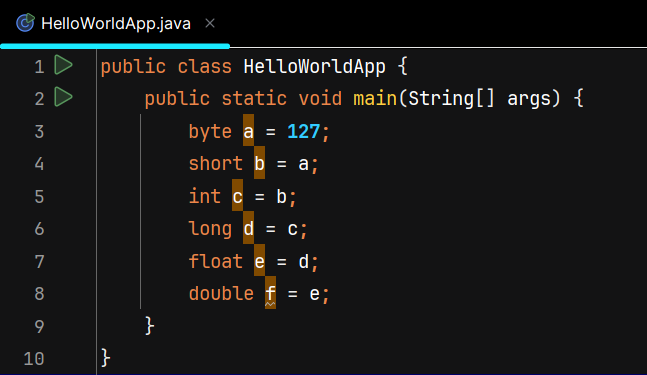 HelloWorldApp.java ×
1 public class HelloWorldApp {
2     public static void main(String[] args) {
3         byte a = 127;
4         short b = a;
5         int c = b;
6         long d = c;
7         float e = d;
8         double f = e;
9     }
10 }